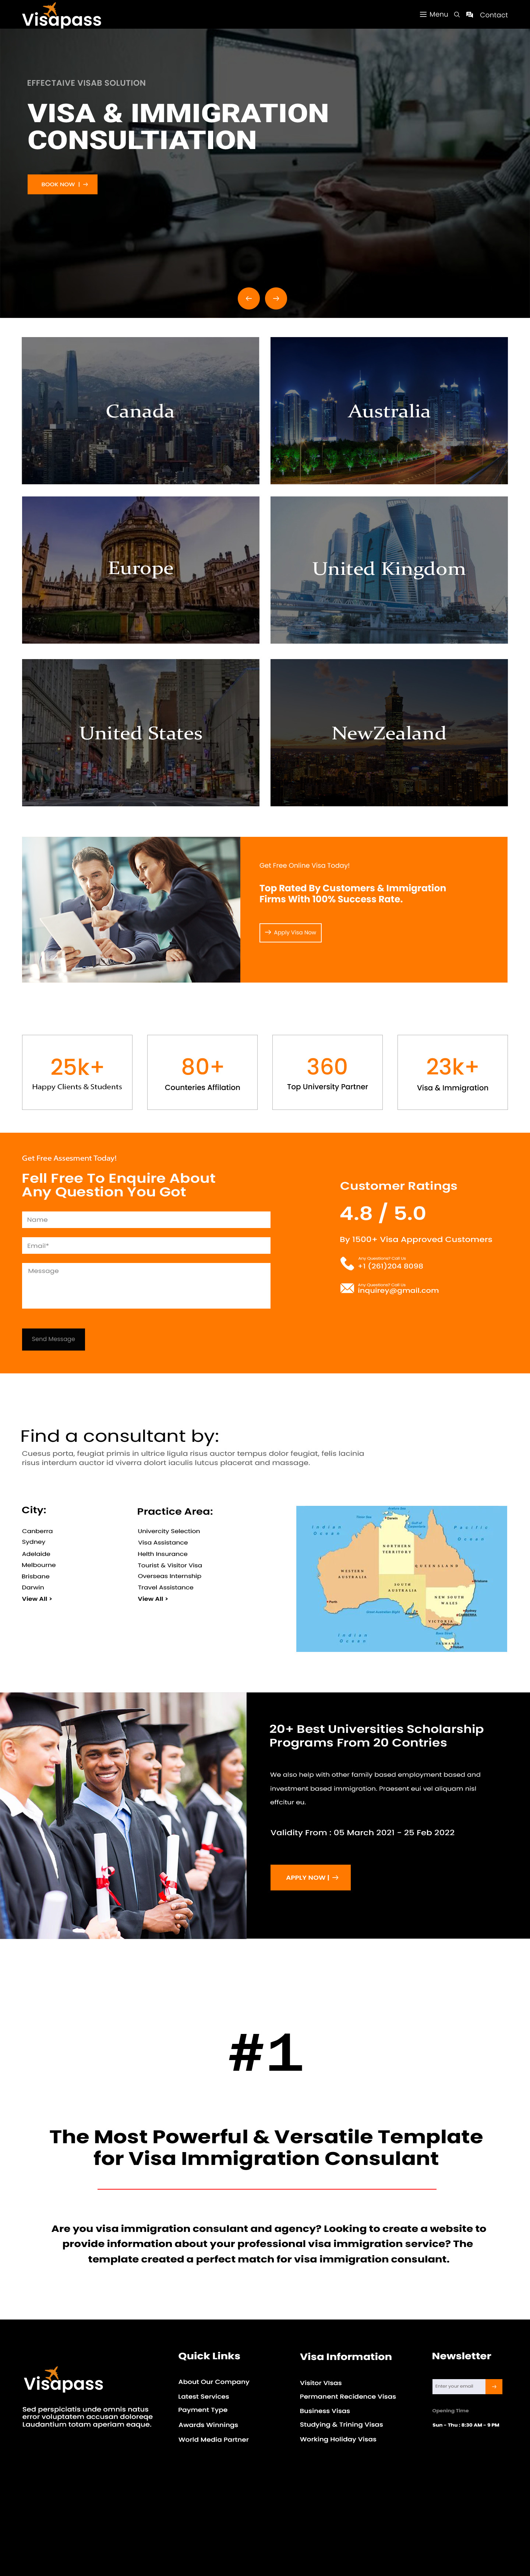 Visapass
Menu
Contact
EFFECTAIVE VISAB SOLUTION
VISA & IMMIGRATION
CONSULTIATION
BOOK NOW |
Canada
Australia
Europe
United Kingdom
United States
NewZealand
Get Free Online Visa Today!
Top Rated By Customers & Immigration
Firms With 100% Success Rate.
Apply Visa Now
25k+
Happy Clients & Students
80+
Counteries Affilation
360
Top University Partner
23k+
Visa & Immigration
Get Free Assesment Today!
Fell Free To Enquire About
Any Question You Got
Name
Email*
Message
Send Message
Customer Ratings
4.8 / 5.0
By 1500+ Visa Approved Customers
Any Questions? Call Us
+1 (261)204 8098
Any Questions? Call Us
inquirey@gmail.com
Find a consultant by:
Cuesus porta, feugiat primis in ultrice ligula risus auctor tempus dolor feugiat, felis lacinia
risus interdum auctor id viverra dolort iaculis lutcus placerat and massage.
City:
Canberra
Sydney
Adelaide
Melbourne
Brisbane
Darwin
View All >
Practice Area:
Univercity Selection
Visa Assistance
Helth Insurance
Tourist & Visitor Visa
Overseas Internship
Travel Assistance
View All >
Indian
Ocean
Pacific
Ocean
NORTHERN
TERRITORY
QUEENSLAND
WESTERN
AUSTRALIA
SOUTH
AUSTRALIA
NEW SOUTH
WALES
VICTORIA
TASMANIA
Indian
Ocean
20+ Best Universities Scholarship
Programs From 20 Contries
We also help with other family based employment based and
investment based immigration. Praesent eui vel aliquam nisl
effcitur eu.
Validity From : 05 March 2021 - 25 Feb 2022
APPLY NOW |
#1
The Most Powerful & Versatile Template
for Visa Immigration Consulant
Are you visa immigration consulant and agency? Looking to create a website to
provide information about your professional visa immigration service? The
template created a perfect match for visa immigration consulant.
Visapass
Sed perspiciatis unde omnis natus
error voluptatem accusan doloreqe
Laudantium totam aperiam eaque.
Quick Links
About Our Company
Latest Services
Payment Type
Awards Winnings
World Media Partner
Visa Information
Visitor Visas
Permanent Recidence Visas
Business Visas
Studying & Trining Visas
Working Holiday Visas
Newsletter
Enter your email
Opening Time
Sun - Thu : 8:30 AM - 9 PM